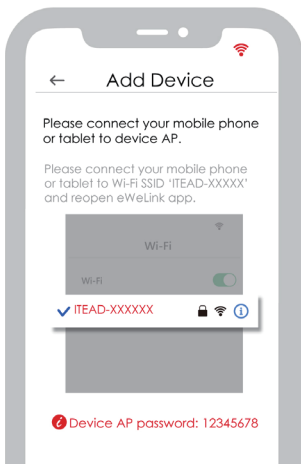 Add Device
Please connect your mobile phone
or tablet to device AP.
Please connect your mobile phone
or tablet to Wi-Fi SSID 'ITEAD-XXXXX'
and reopen eWeLink app.
Wi-Fi
Wi-Fi
ITEAD-XXXXXX
Device AP password: 12345678